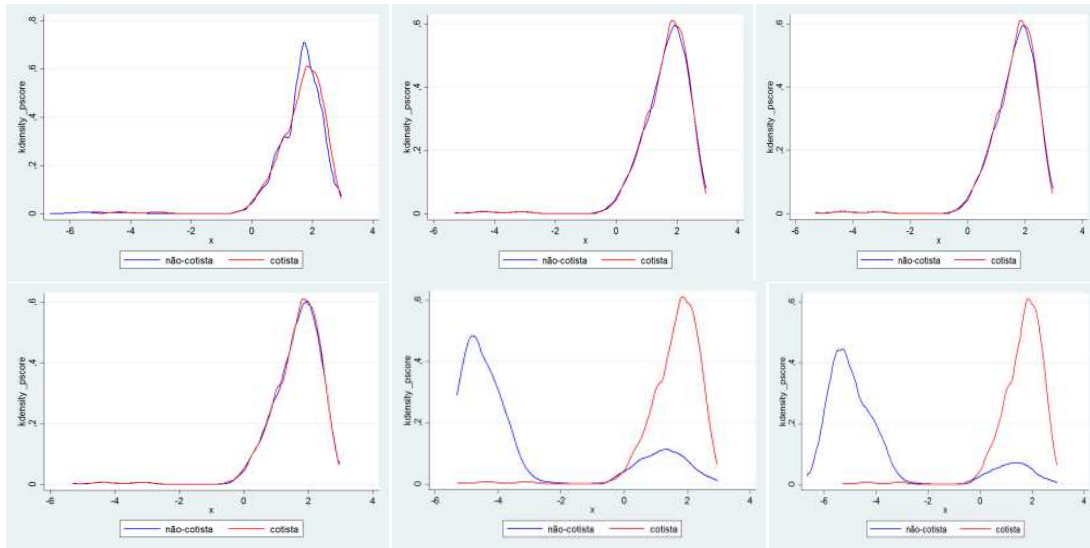 .8
.6
.4
.2
0
kdensity _pscore
-6 -4 -2 0 2 4
x
não-cotista cotista
.6
.4
.2
0
kdensity _pscore
-6 -4 -2 0 2 4
x
não-cotista cotista
.6
.4
.2
0
kdensity _pscore
-6 -4 -2 0 2 4
x
não-cotista cotista
.6
.4
.2
0
kdensity _pscore
-6 -4 -2 0 2 4
x
não-cotista cotista
.6
.4
.2
0
kdensity _pscore
-6 -4 -2 0 2 4
x
não-cotista cotista
.6
.4
.2
0
kdensity _pscore
-6 -4 -2 0 2 4
x
não-cotista cotista